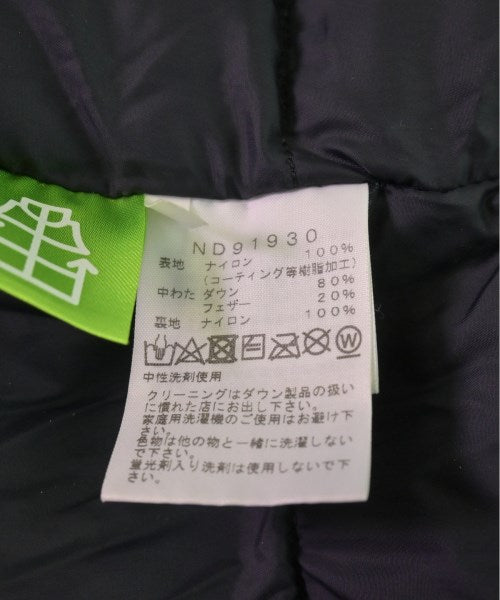 ND91930
表地 ナイロン 100%
(コーティング等樹脂加工)
中わた ダウン 80%
フェザー 20%
裏地 ナイロン 100%
中性洗剤使用
クリーニングはダウン製品の扱い
に慣れた店にお出し下さい。
家庭用洗濯機のご使用はお避け下
さい。
色物は他の物と一緒に洗濯しない
で下さい。
蛍光剤入り洗剤は使用しないで下
さい。